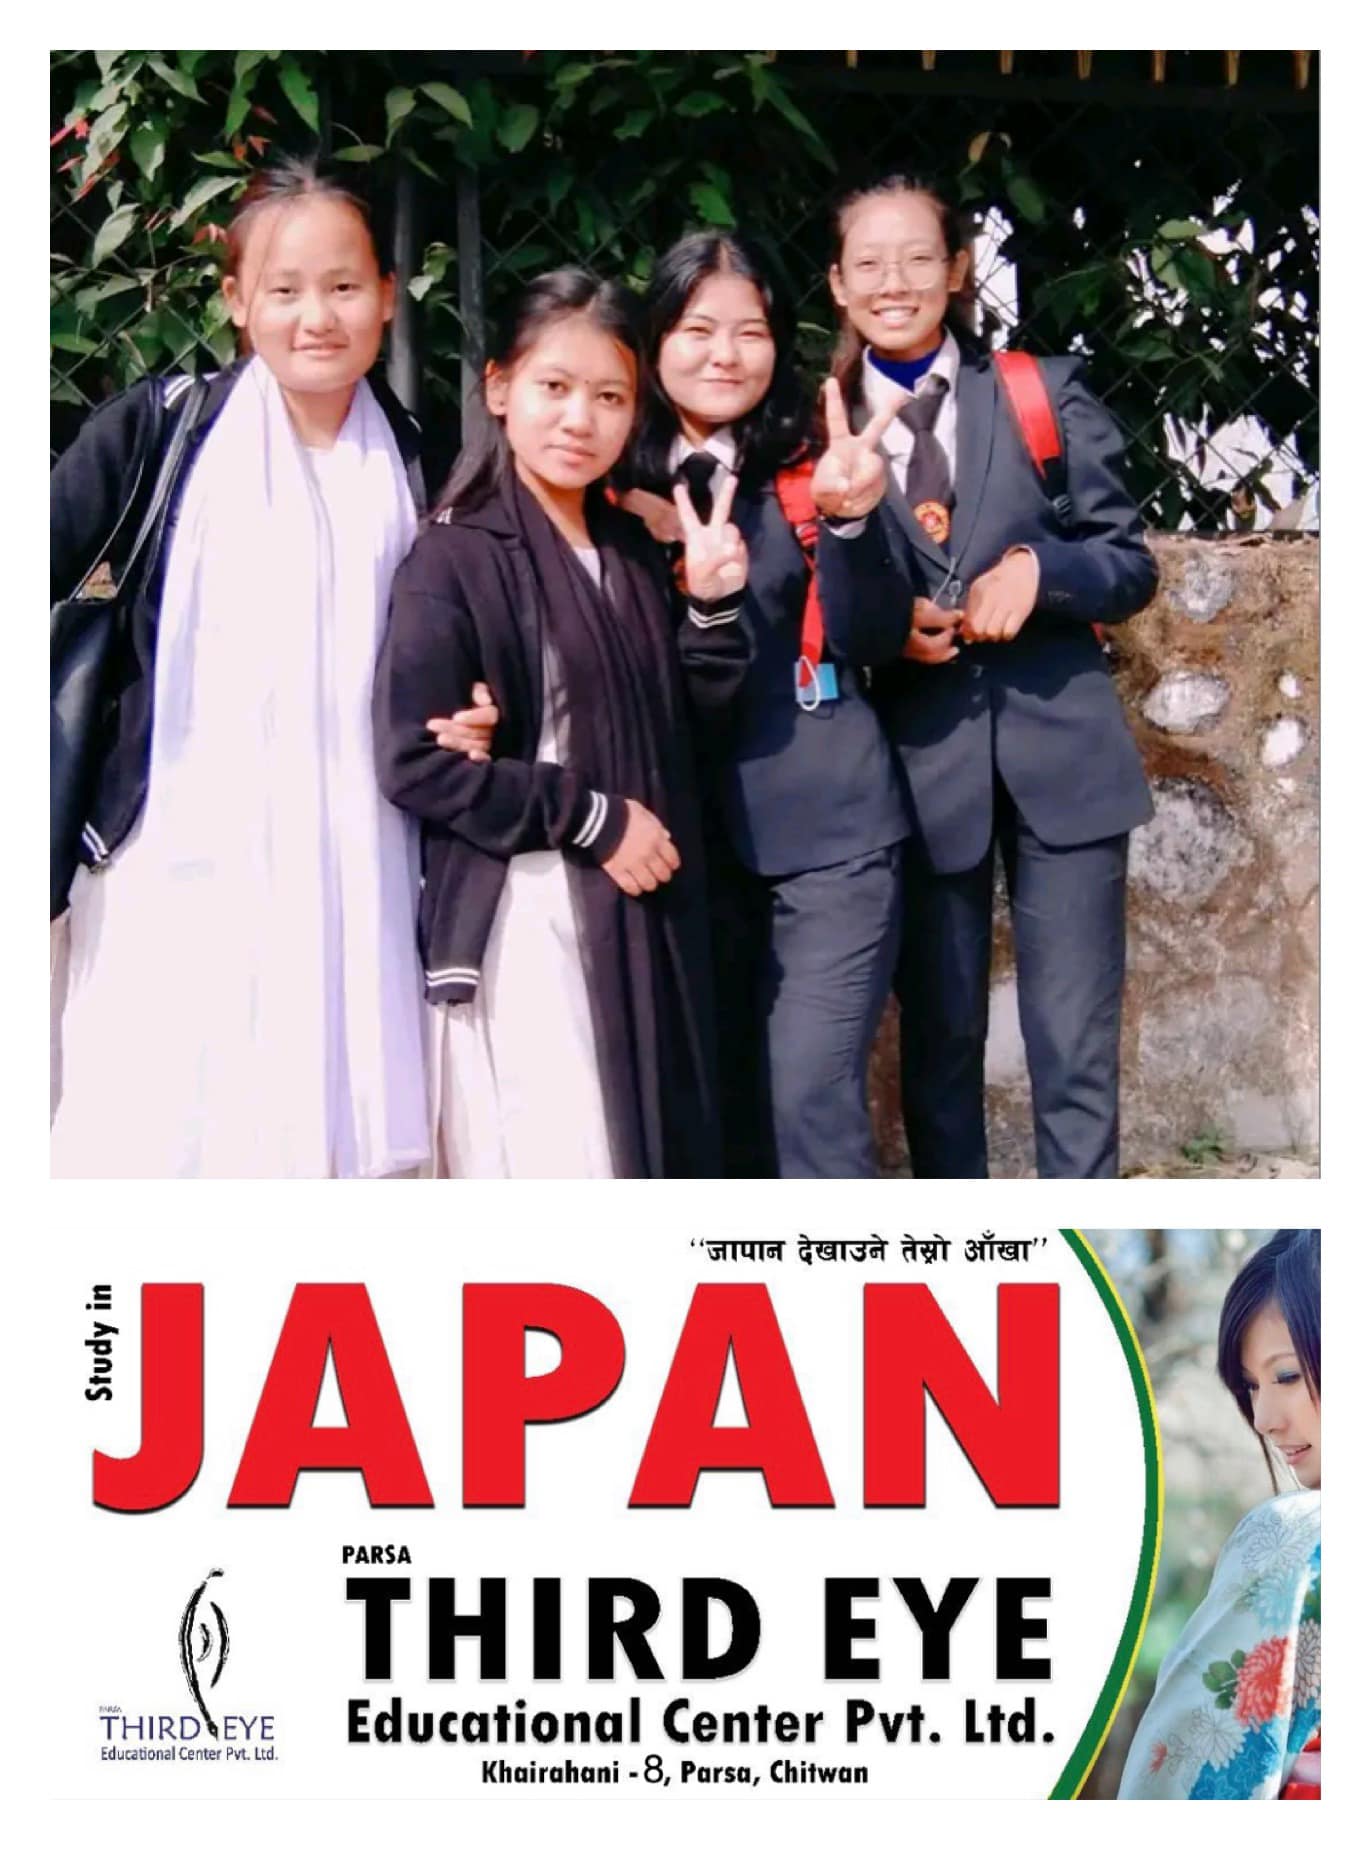 “जापान देखाउने तेस्रो आँखा”
Study in
JAPAN
PARSA
THIRD EYE
Educational Center Pvt. Ltd.
Khairahani - 8, Parsa, Chitwan
PARSA
THIRD EYE
Educational Center Pvt. Ltd.